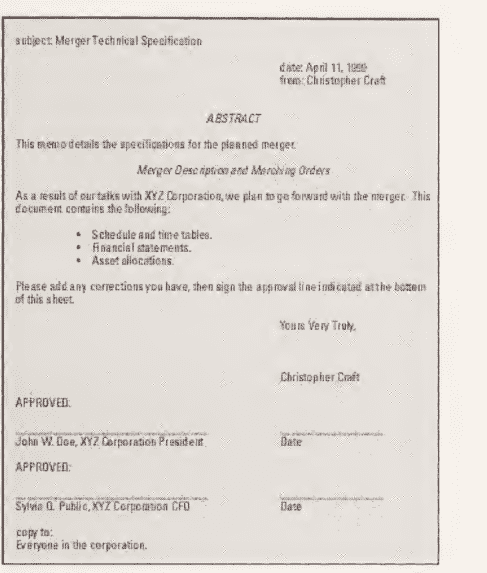 subject: Merger Technical Specification
date: April 11, 1999
from: Christopher Craft
ABSTRACT
This memo details the specifications for the planned merger.
Merger Description and Marching Orders
As a result of our talks with XYZ Corporation, we plan to go forward with the merger. This
document contains the following:
• Schedule and time tables.
• Financial statements.
• Asset allocations.
Please add any corrections you have, then sign the approval line indicated at the bottom
of this sheet.
Yours Very Truly,
Christopher Craft
APPROVED:
John W. Doe, XYZ Corporation President
Date
APPROVED:
Sylvia Q. Public, XYZ Corporation CFO
Date
copy to:
Everyone in the corporation.